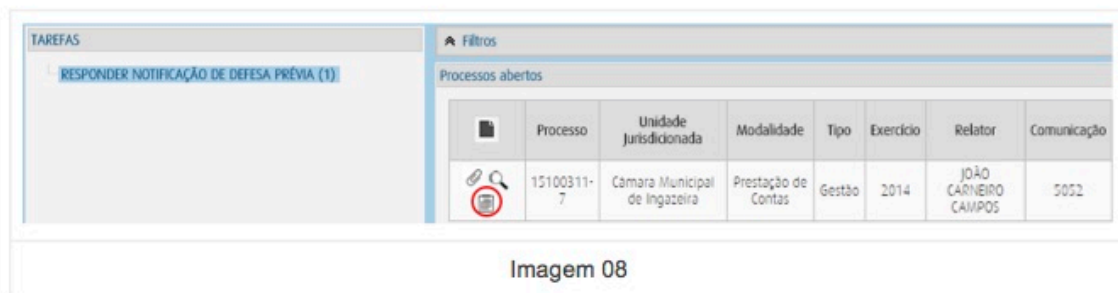 TAREFAS
RESPONDER NOTIFICAÇÃO DE DEFESA PRÉVIA (1)
Filtros
Processos abertos
Processo
Unidade
Jurisdicionada
Modalidade
Tipo
Exercício
Relator
Comunicação
15100311-
7
Câmara Municipal
de Ingazeira
Prestação de
Contas
Gestão
2014
JOÃO
CARNEIRO
CAMPOS
5052
Imagem 08